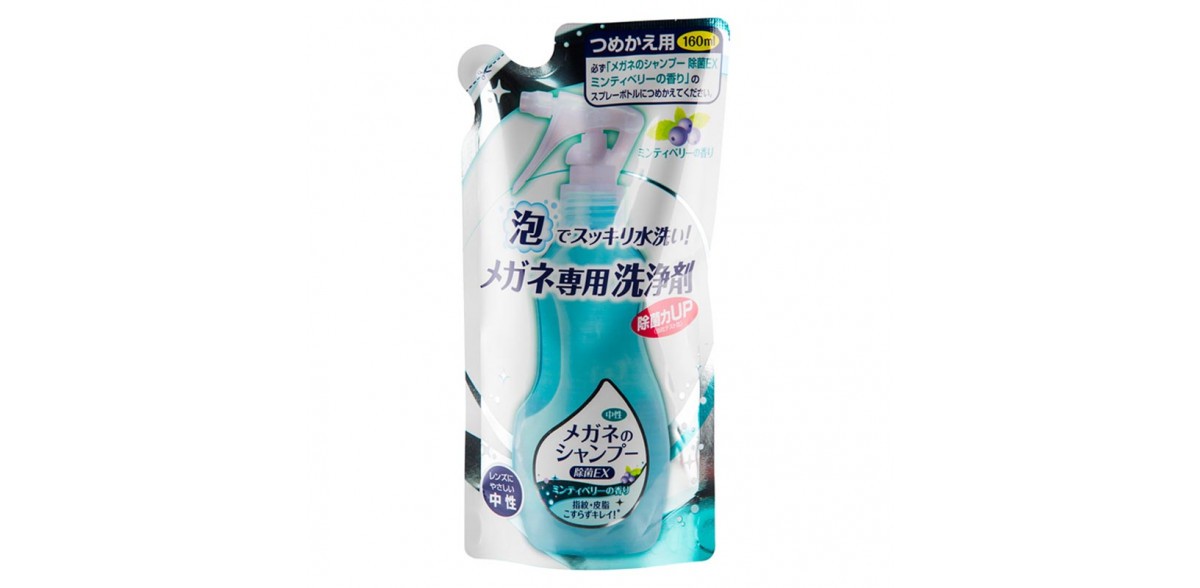 つめかえ用 160ml
必ず「メガネのシャンプー 除菌EX
ミンティベリーの香り」の
スプレーボトルにつめかえてください。
ミンティベリーの香り
泡でスッキリ水洗い!
メガネ専用洗浄剤
除菌力UP
中性
メガネの
シャンプー
除菌EX
ミンティベリーの香り
指紋・皮脂
こすらずキレイ!
レンズに
やさしい
中性